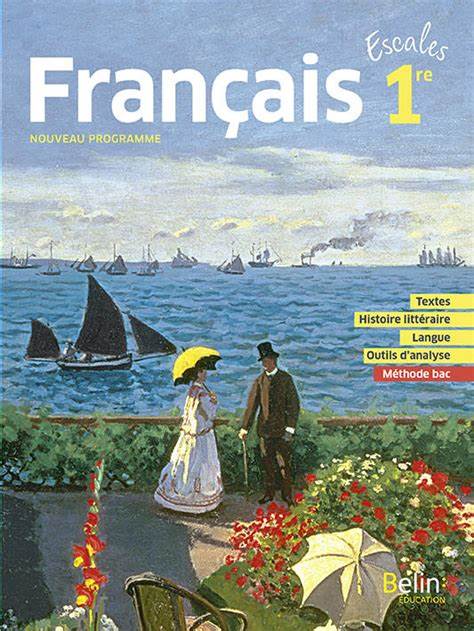 Escales
Français 1re
NOUVEAU PROGRAMME
Textes
Histoire littéraire
Langue
Outils d'analyse
Méthode bac
Belin:
ÉDUCATION